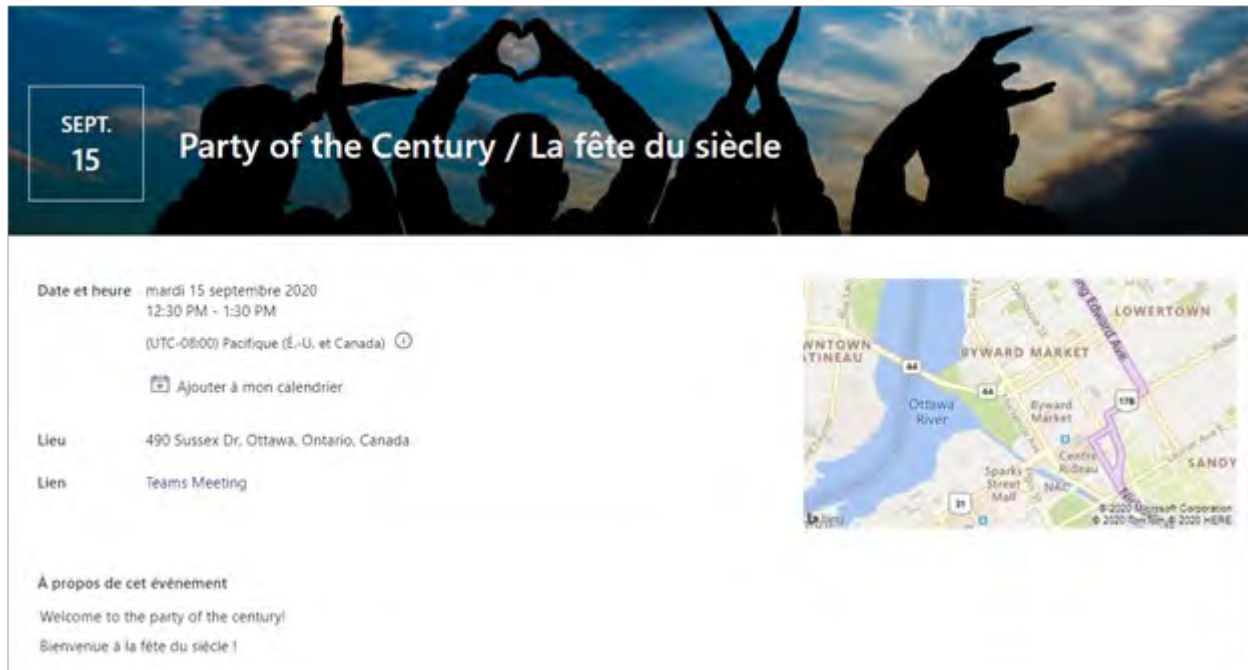 SEPT.
15
Party of the Century / La fête du siècle
Date et heure
mardi 15 septembre 2020
12:30 PM - 1:30 PM
(UTC-08:00) Pacifique (É.-U. et Canada)
Ajouter à mon calendrier
Lieu
490 Sussex Dr, Ottawa, Ontario, Canada
Lien
Teams Meeting
LOWERTOWN
BYWARD MARKET
44
44
17B
Ottawa
River
Byward
Market
Centre
Rideau
SANDY
Sparks
Street
Mall
NAC
31
© 2020 Microsoft Corporation
© 2020 TomTom © 2020 HERE
À propos de cet événement
Welcome to the party of the century!
Bienvenue à la fête du siècle !